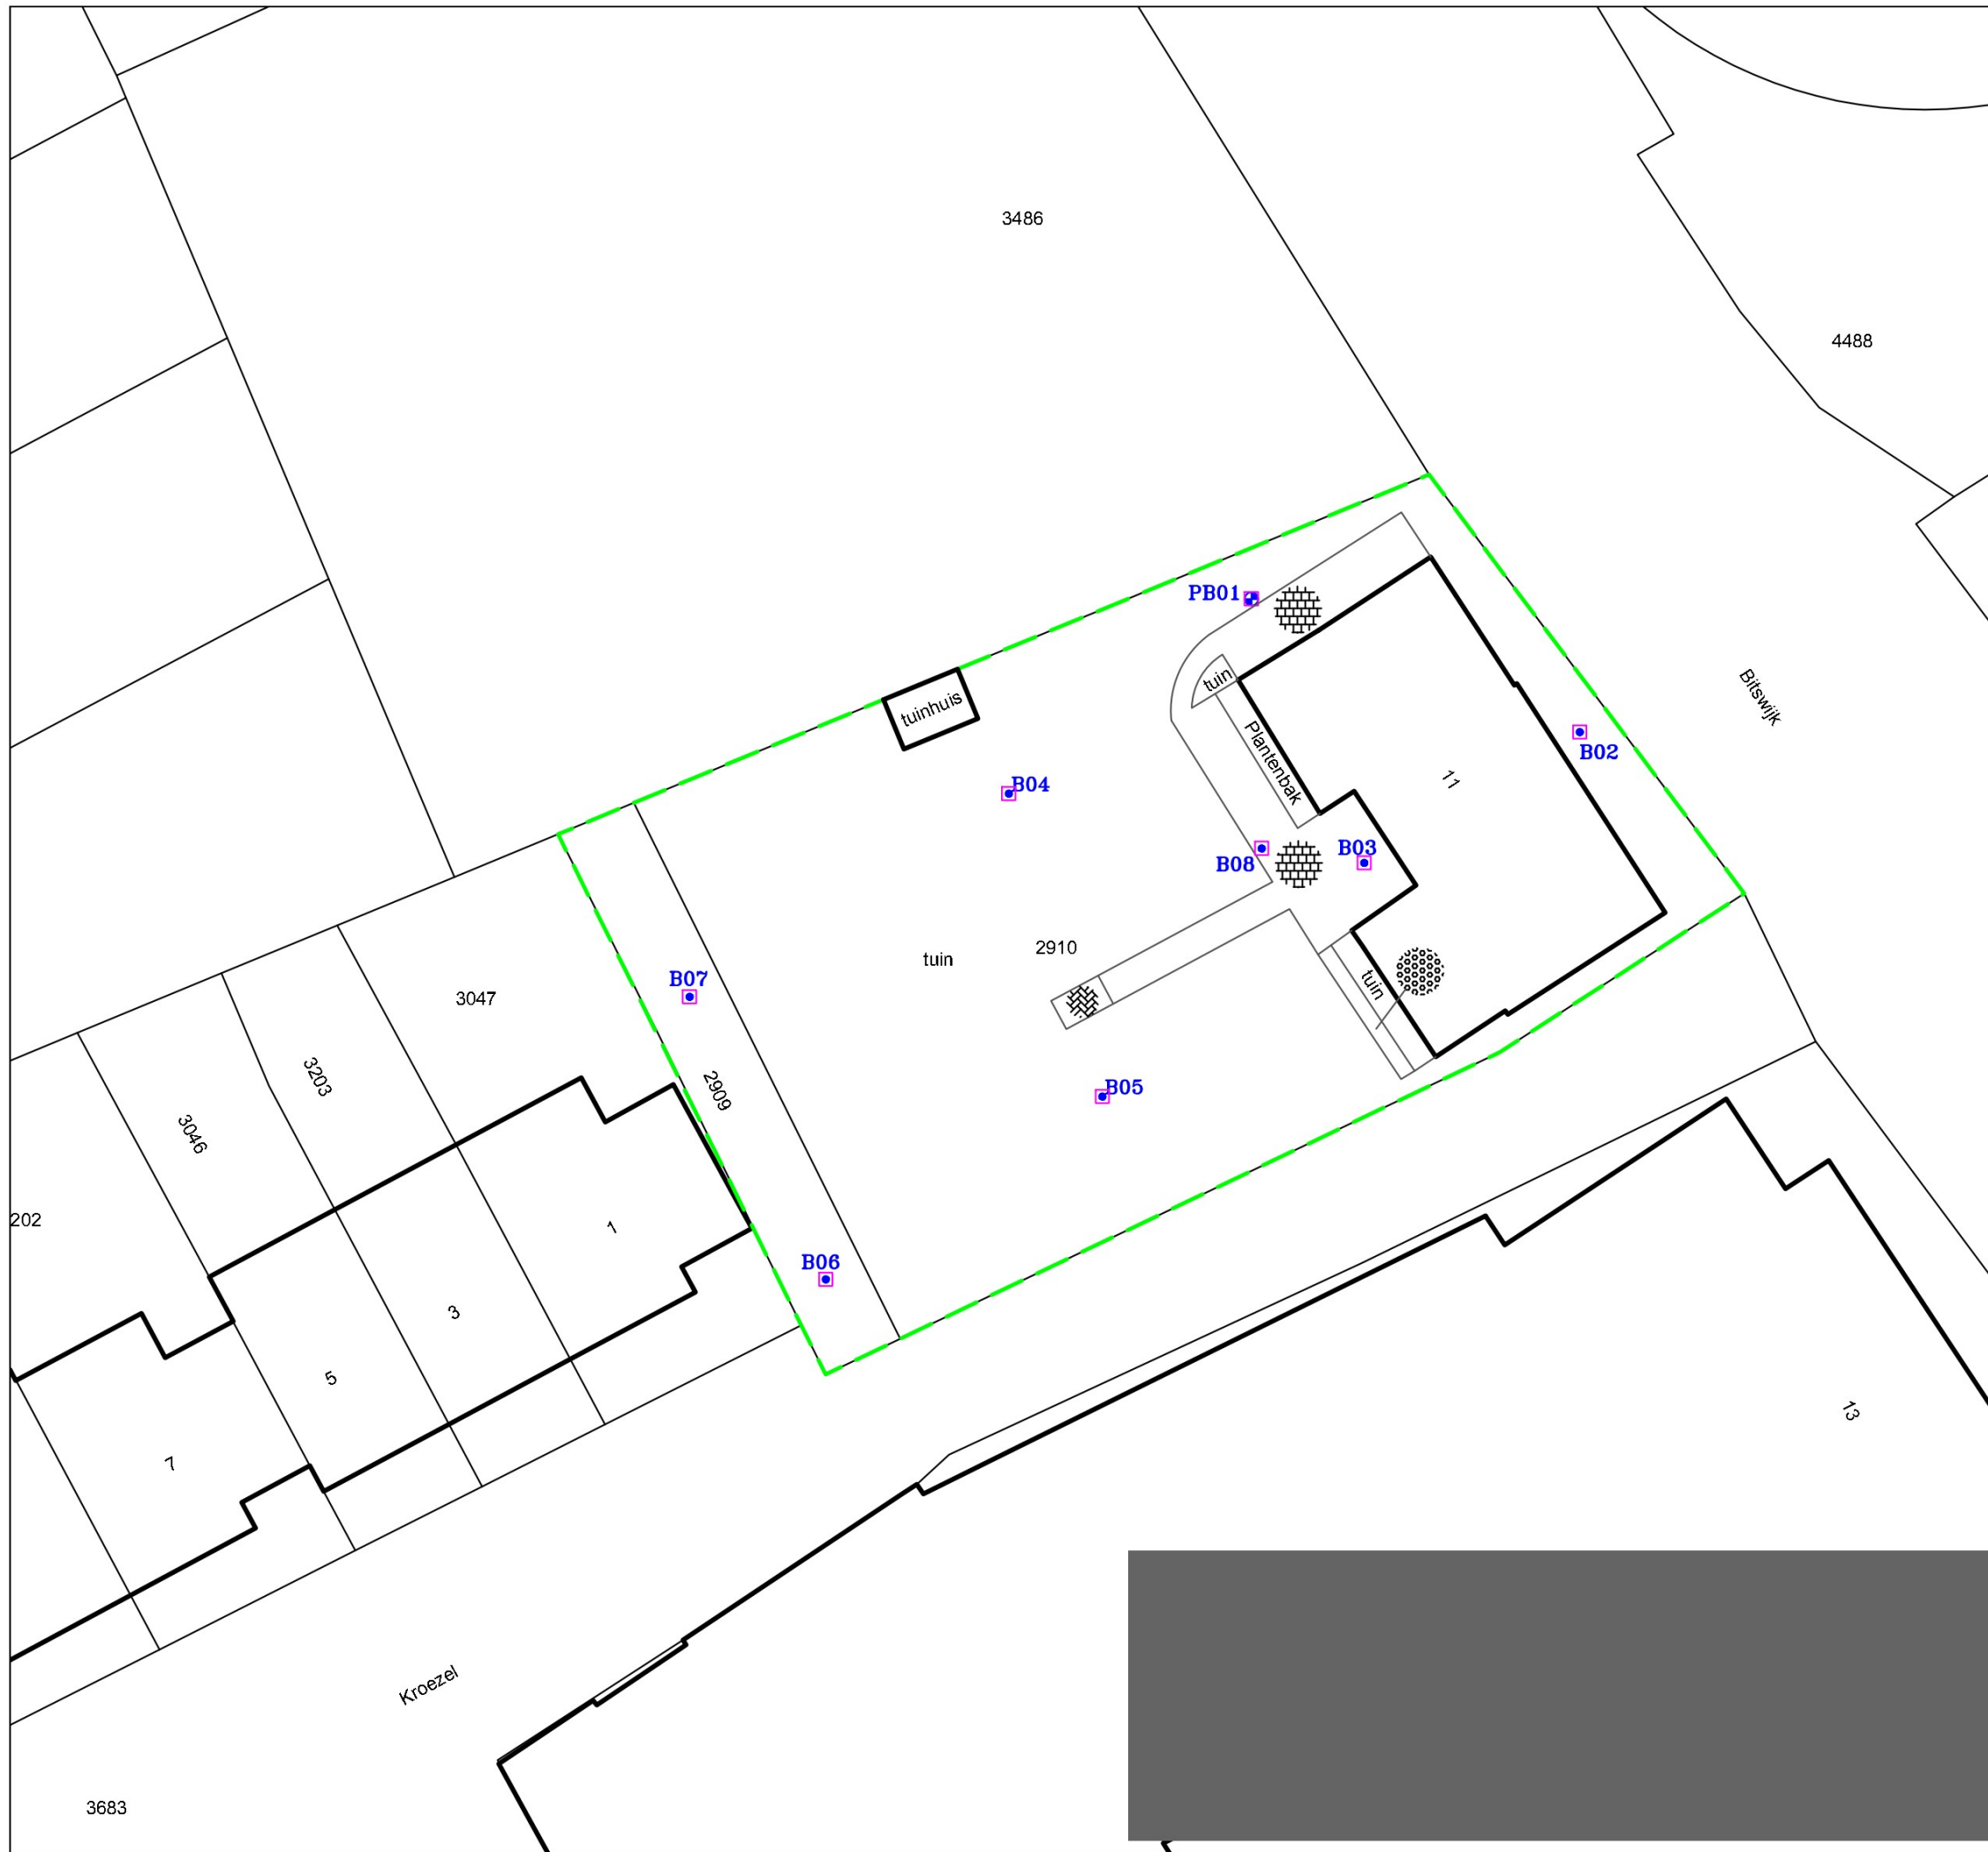 3486
4488
PB01
tuin
tuinhuis
Bitswijk
Plantenbak
B02
11
B04
B03
B08
2910
tuin
B07
3047
tuin
3203
2909
B05
3046
202
1
B06
3
5
13
7
Kroezel
3683